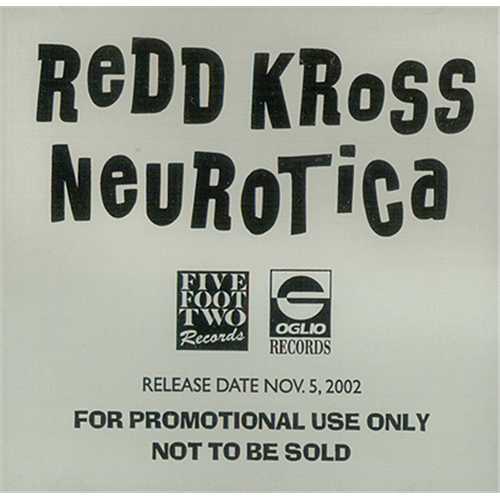 ReDD KRoss
NeuRoTica
FIVE
FOOT
TWO
Records
OGLIO
RECORDS
RELEASE DATE NOV. 5, 2002
FOR PROMOTIONAL USE ONLY
NOT TO BE SOLD